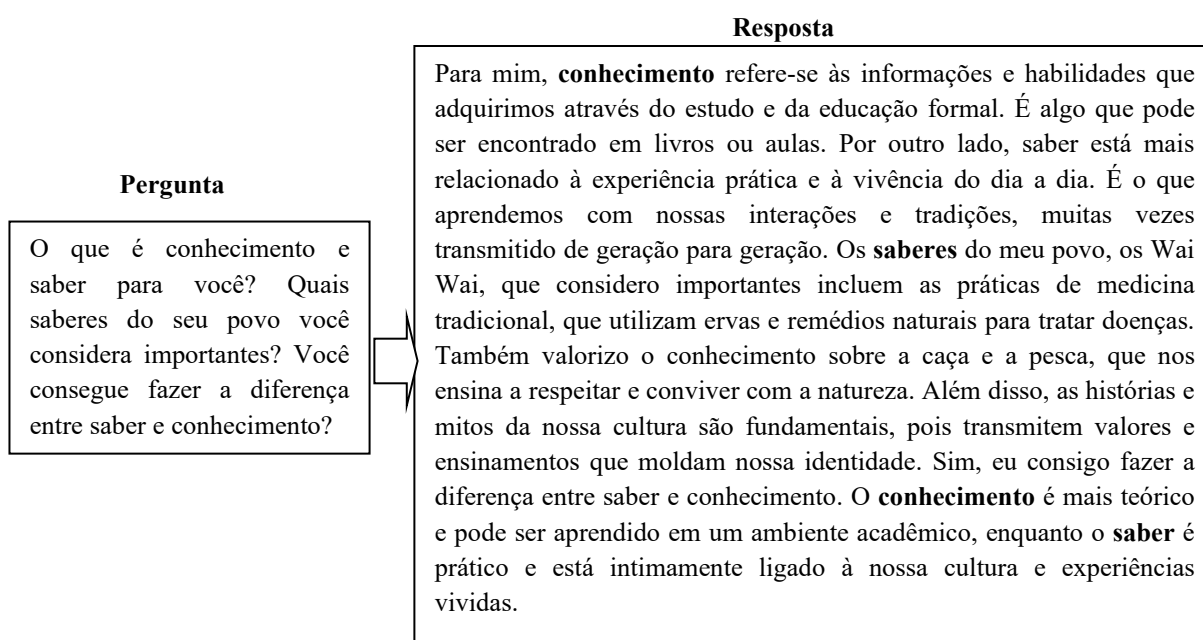 Pergunta
O que é conhecimento e
saber para você? Quais
saberes do seu povo você
considera importantes? Você
consegue fazer a diferença
entre saber e conhecimento?
Resposta
Para mim, conhecimento refere-se às informações e habilidades que
adquirimos através do estudo e da educação formal. É algo que pode
ser encontrado em livros ou aulas. Por outro lado, saber está mais
relacionado à experiência prática e à vivência do dia a dia. É o que
aprendemos com nossas interações e tradições, muitas vezes
transmitido de geração para geração. Os saberes do meu povo, os Wai
Wai, que considero importantes incluem as práticas de medicina
tradicional, que utilizam ervas e remédios naturais para tratar doenças.
Também valorizo o conhecimento sobre a caça e a pesca, que nos
ensina a respeitar e conviver com a natureza. Além disso, as histórias e
mitos da nossa cultura são fundamentais, pois transmitem valores e
ensinamentos que moldam nossa identidade. Sim, eu consigo fazer a
diferença entre saber e conhecimento. O conhecimento é mais teórico
e pode ser aprendido em um ambiente acadêmico, enquanto o saber é
prático e está intimamente ligado à nossa cultura e experiências
vividas.